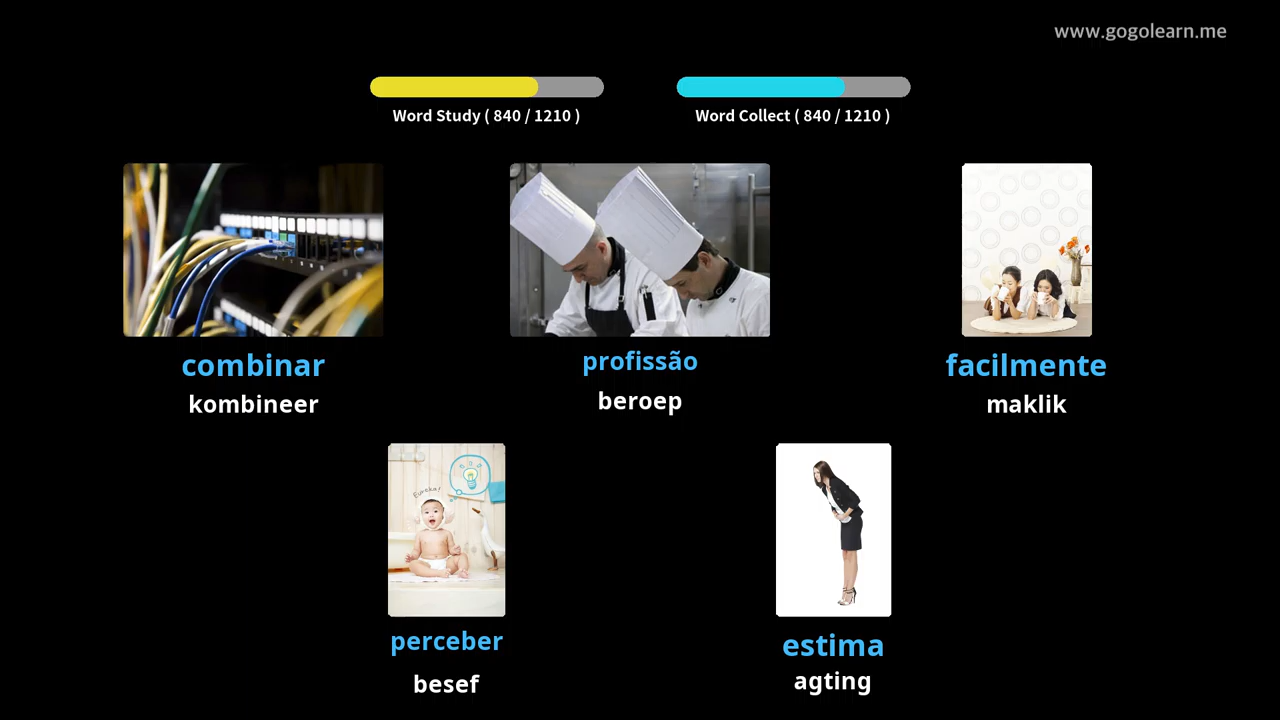 www.gogolearn.me
Word Study ( 840 / 1210 )
Word Collect ( 840 / 1210 )
combinar
kombineer
profissão
beroep
facilmente
maklik
Eureka!
perceber
besef
estima
agting